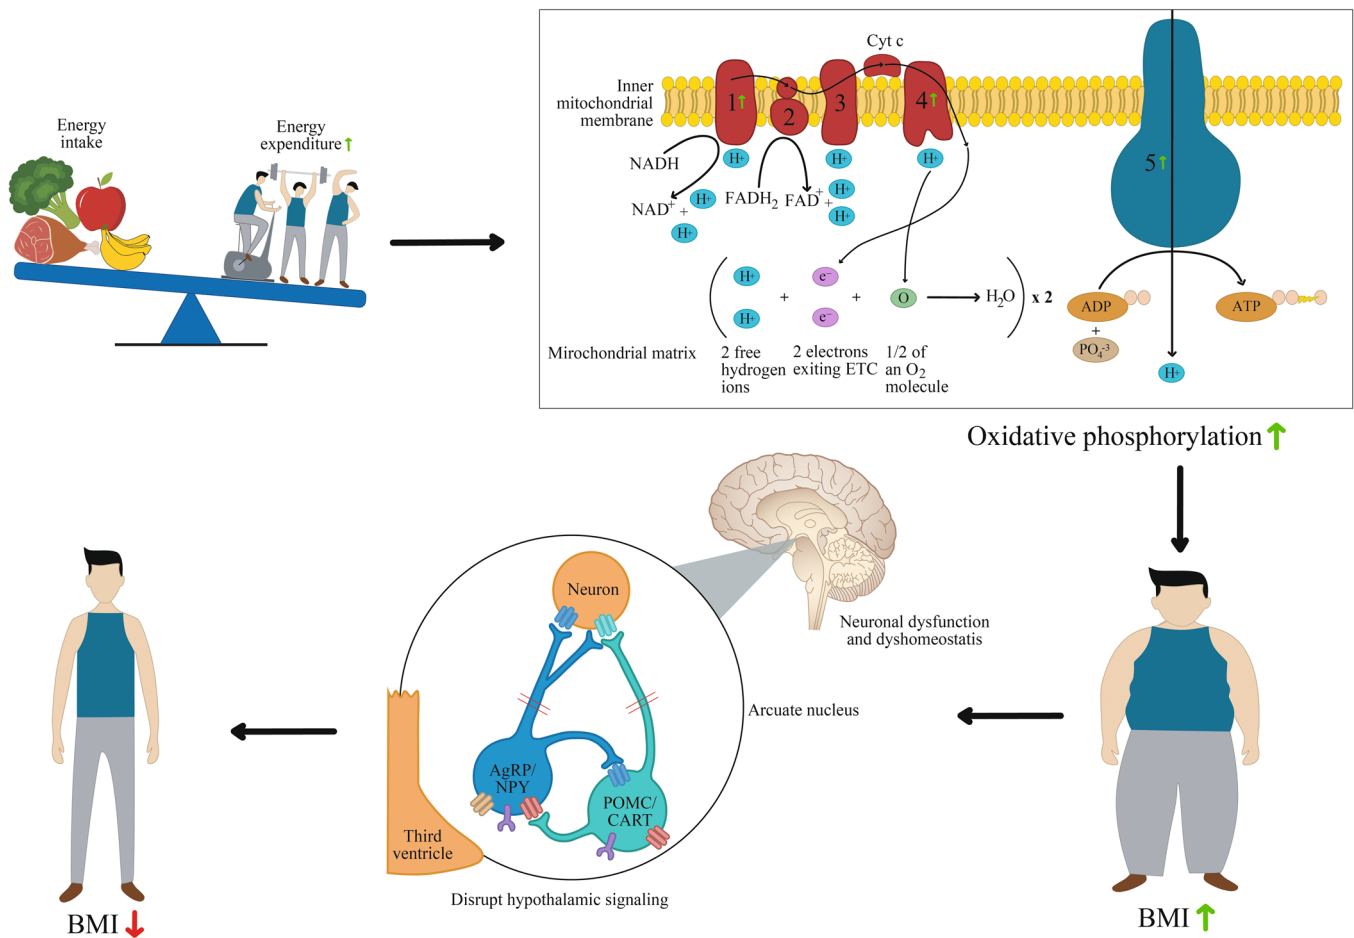 Energy
intake
Energy
expenditure
Inner
mitochondrial
membrane
Cyt c
1
2
3
4
5
NADH
NAD+ +
H+
H+
H+
FADH2
FAD+ +
H+
H+
H+
H+
H+
H+
+
e−
e−
+
O
H2O
x 2
ADP
+
PO4-3
ATP
H+
Mirochondrial matrix
2 free
hydrogen
ions
2 electrons
exiting ETC
1/2 of
an O2
molecule
Oxidative phosphorylation
Neuronal dysfunction
and dyshomeostatis
Neuron
Arcuate nucleus
AgRP/
NPY
POMC/
CART
Third
ventricle
Disrupt hypothalamic signaling
BMI
BMI